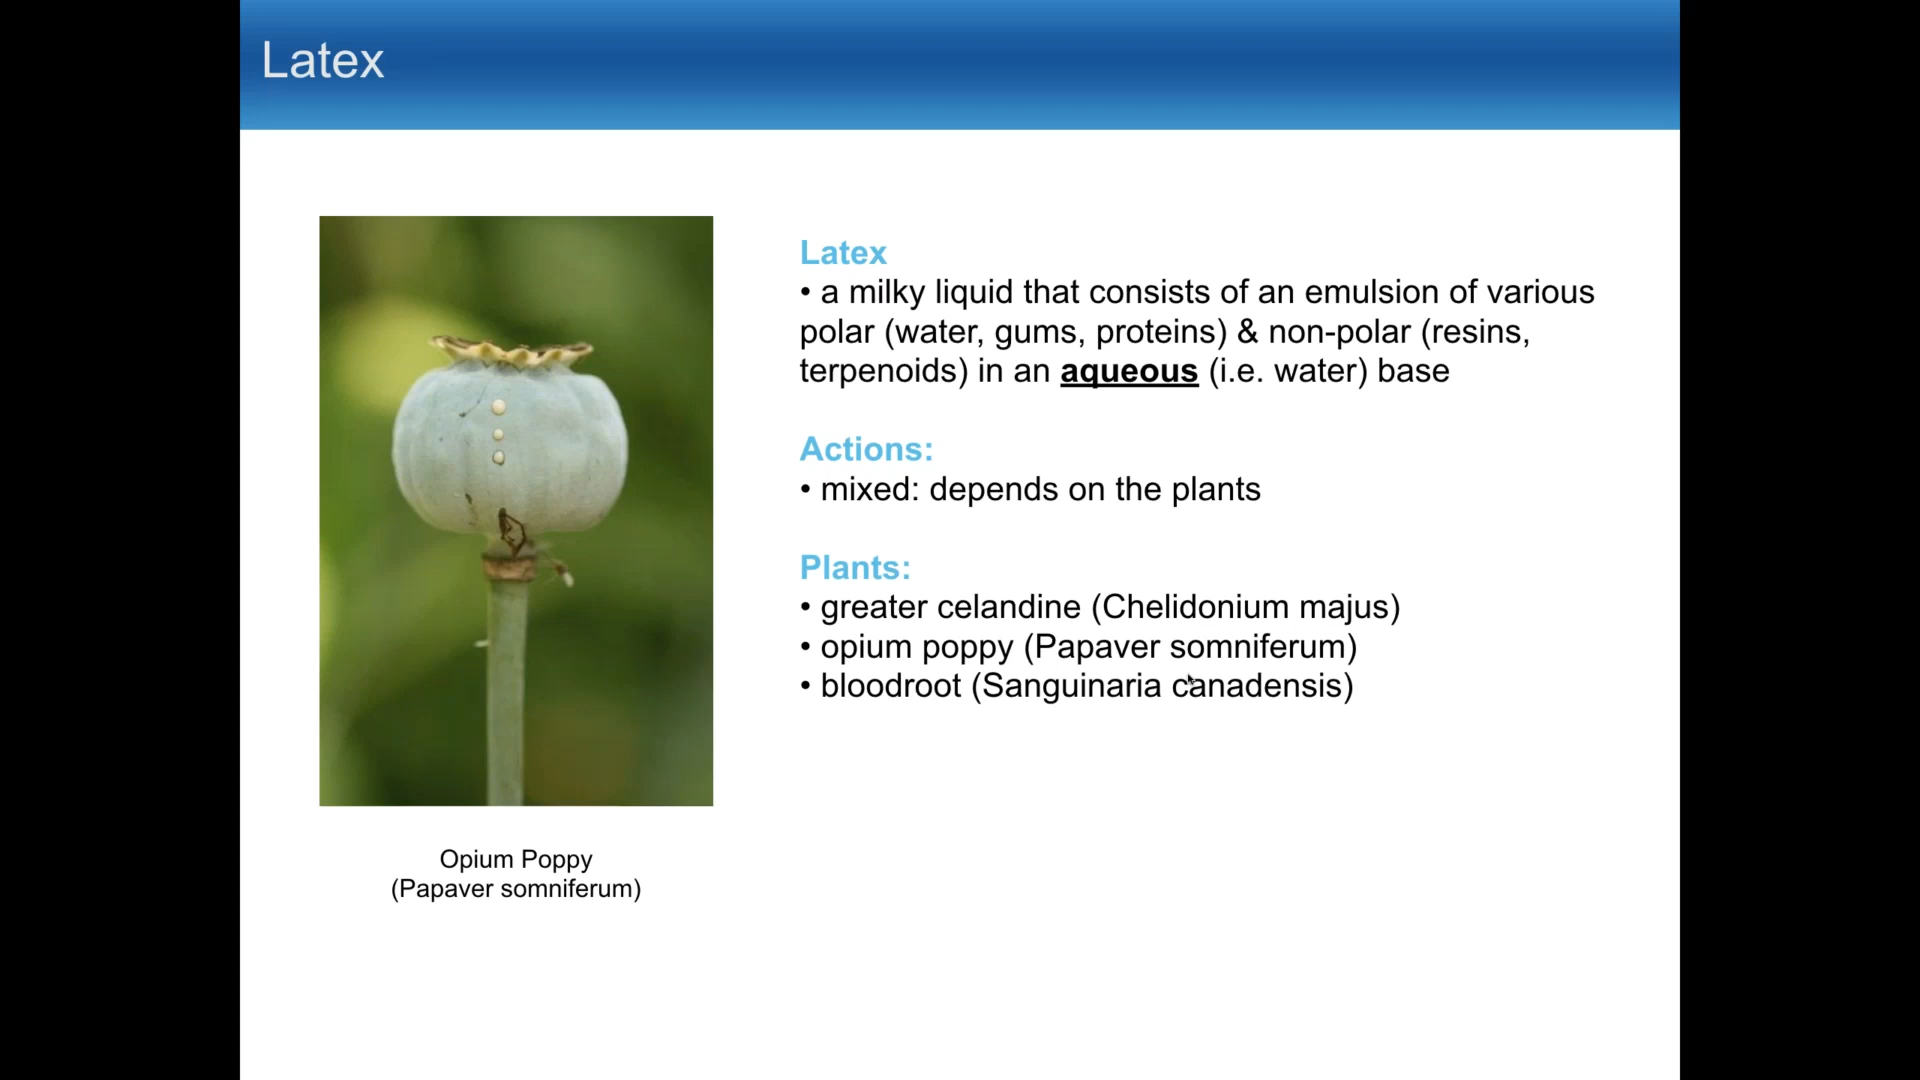 Latex
Latex
• a milky liquid that consists of an emulsion of various
polar (water, gums, proteins) & non-polar (resins,
terpenoids) in an aqueous (i.e. water) base
Actions:
• mixed: depends on the plants
Plants:
• greater celandine (Chelidonium majus)
• opium poppy (Papaver somniferum)
• bloodroot (Sanguinaria canadensis)
Opium Poppy
(Papaver somniferum)